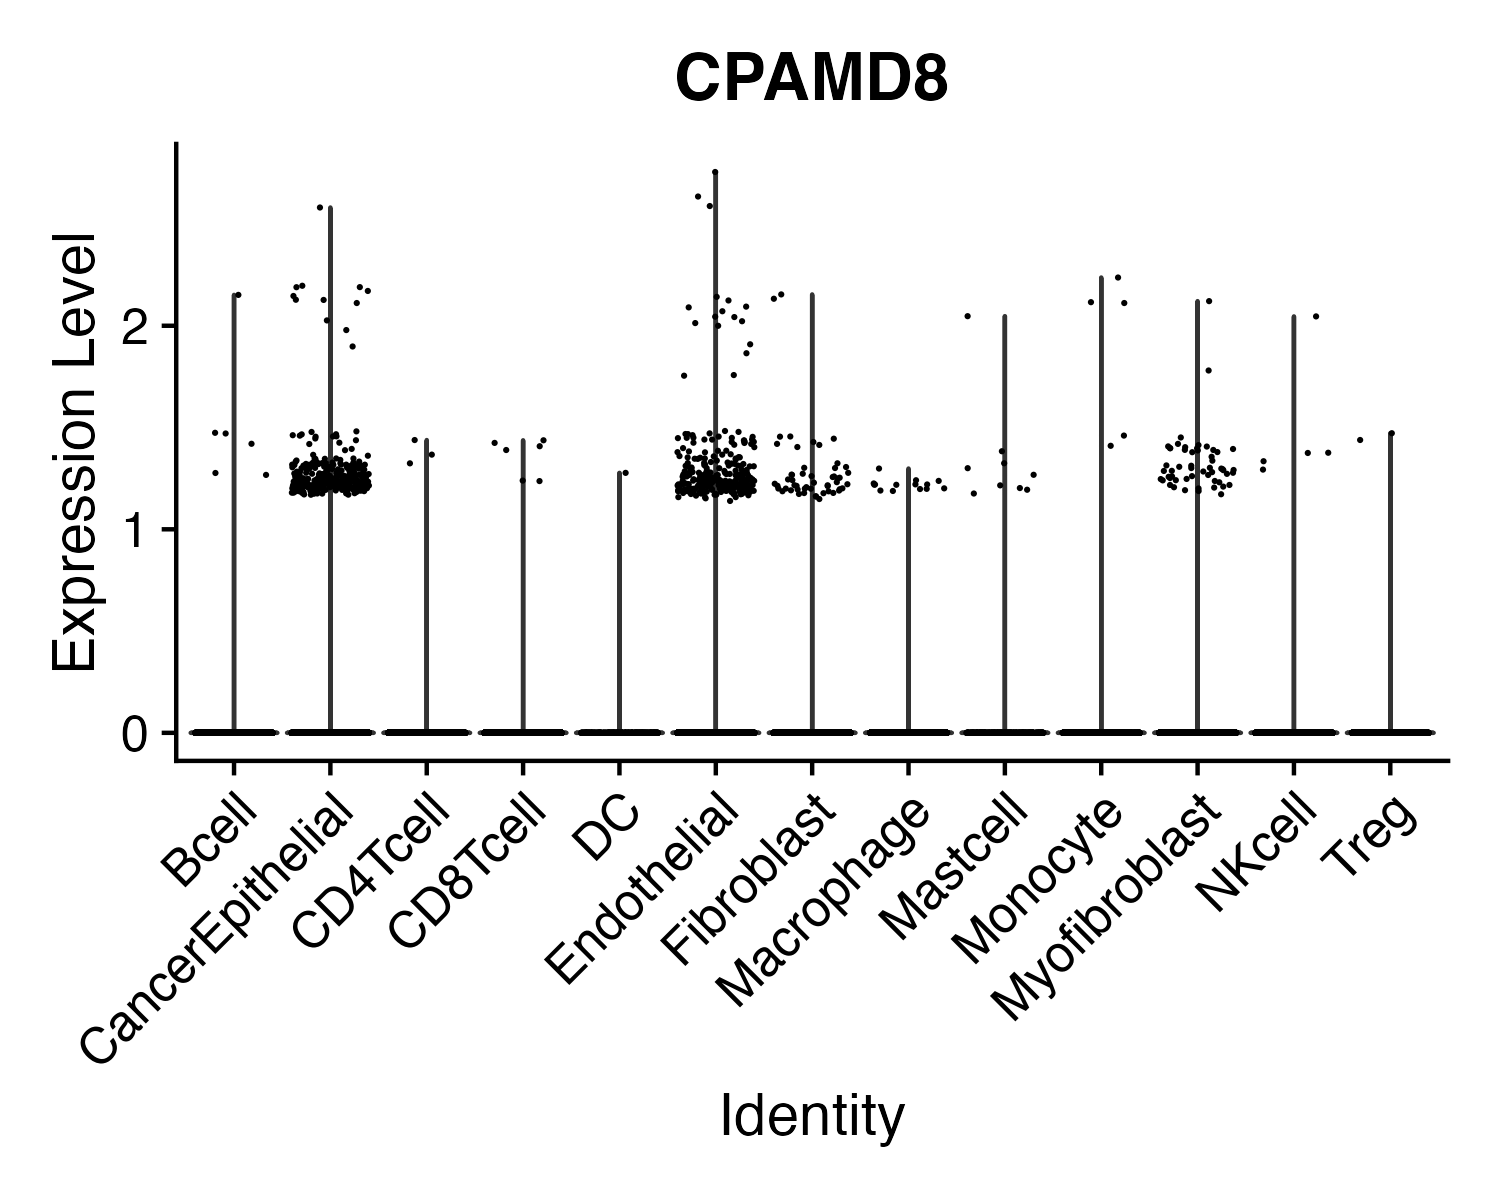 CPAMD8
Expression Level
2
1
0
Bcell
CancerEpithelial
CD4Tcell
CD8Tcell
DC
Endothelial
Fibroblast
Macrophage
Mastcell
Monocyte
Myofibroblast
NKcell
Treg
Identity